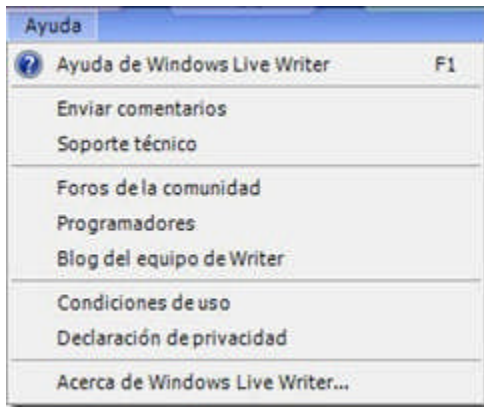 Ayuda
Ayuda de Windows Live Writer F1
Enviar comentarios
Soporte técnico
Foros de la comunidad
Programadores
Blog del equipo de Writer
Condiciones de uso
Declaración de privacidad
Acerca de Windows Live Writer...